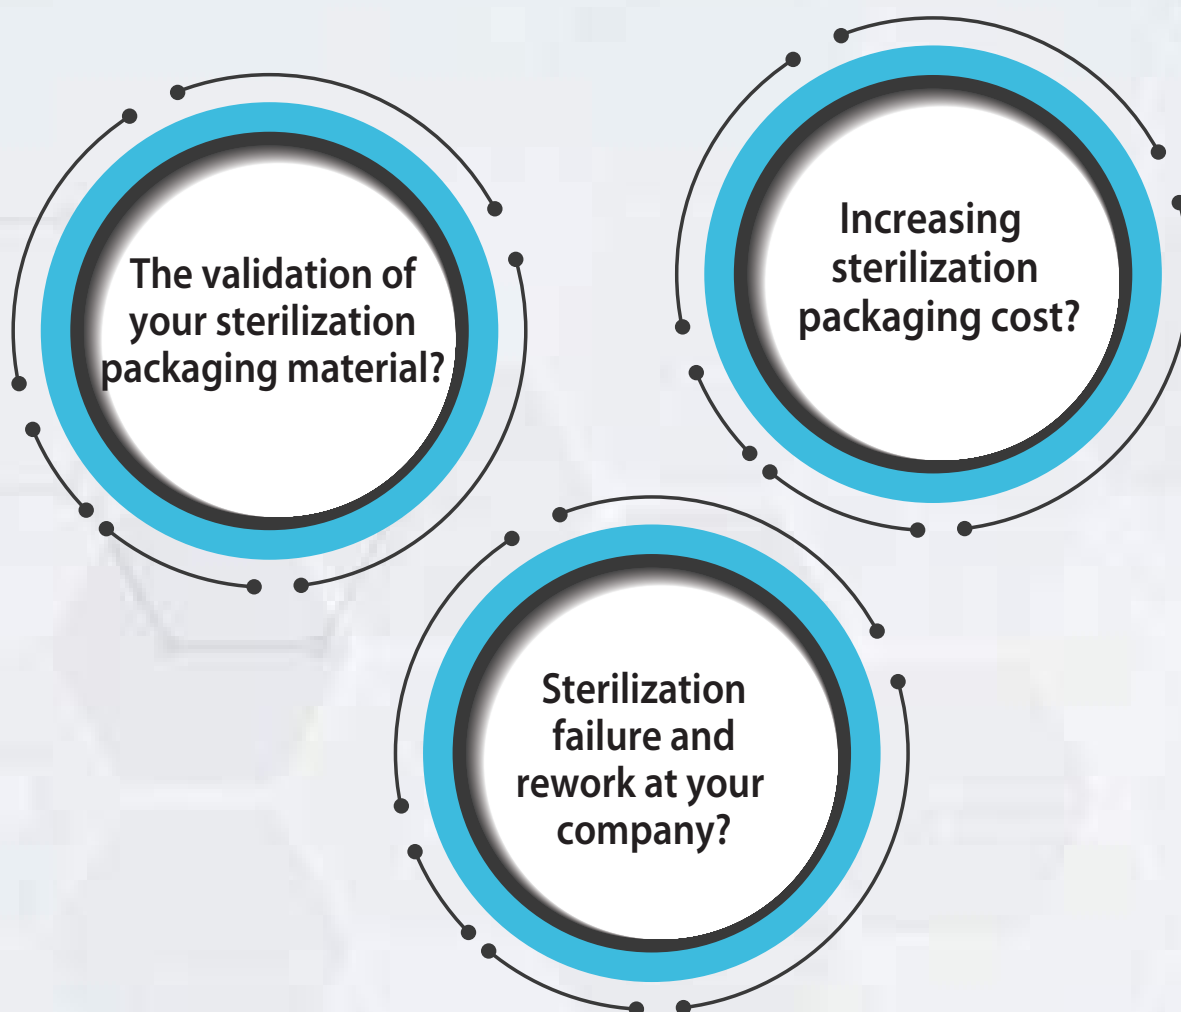 The validation of
your sterilization
packaging material?
Increasing
sterilization
packaging cost?
Sterilization
failure and
rework at your
company?